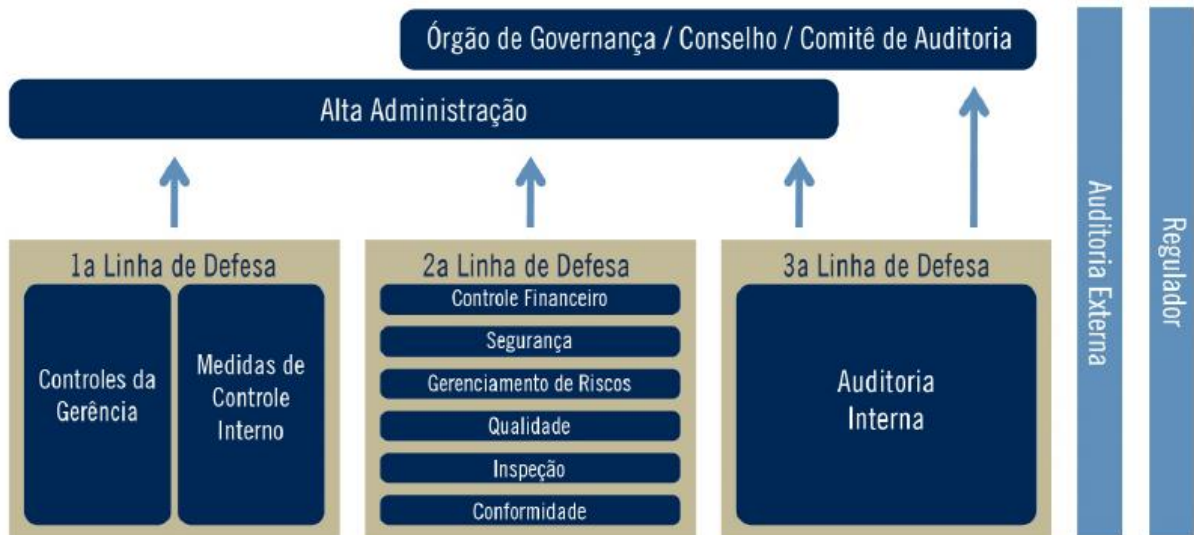 Órgão de Governança / Conselho / Comitê de Auditoria
Alta Administração
1a Linha de Defesa
Controles da
Gerência
Medidas de
Controle
Interno
2a Linha de Defesa
Controle Financeiro
Segurança
Gerenciamento de Riscos
Qualidade
Inspeção
Conformidade
3a Linha de Defesa
Auditoria
Interna
Auditoria Externa
Regulador